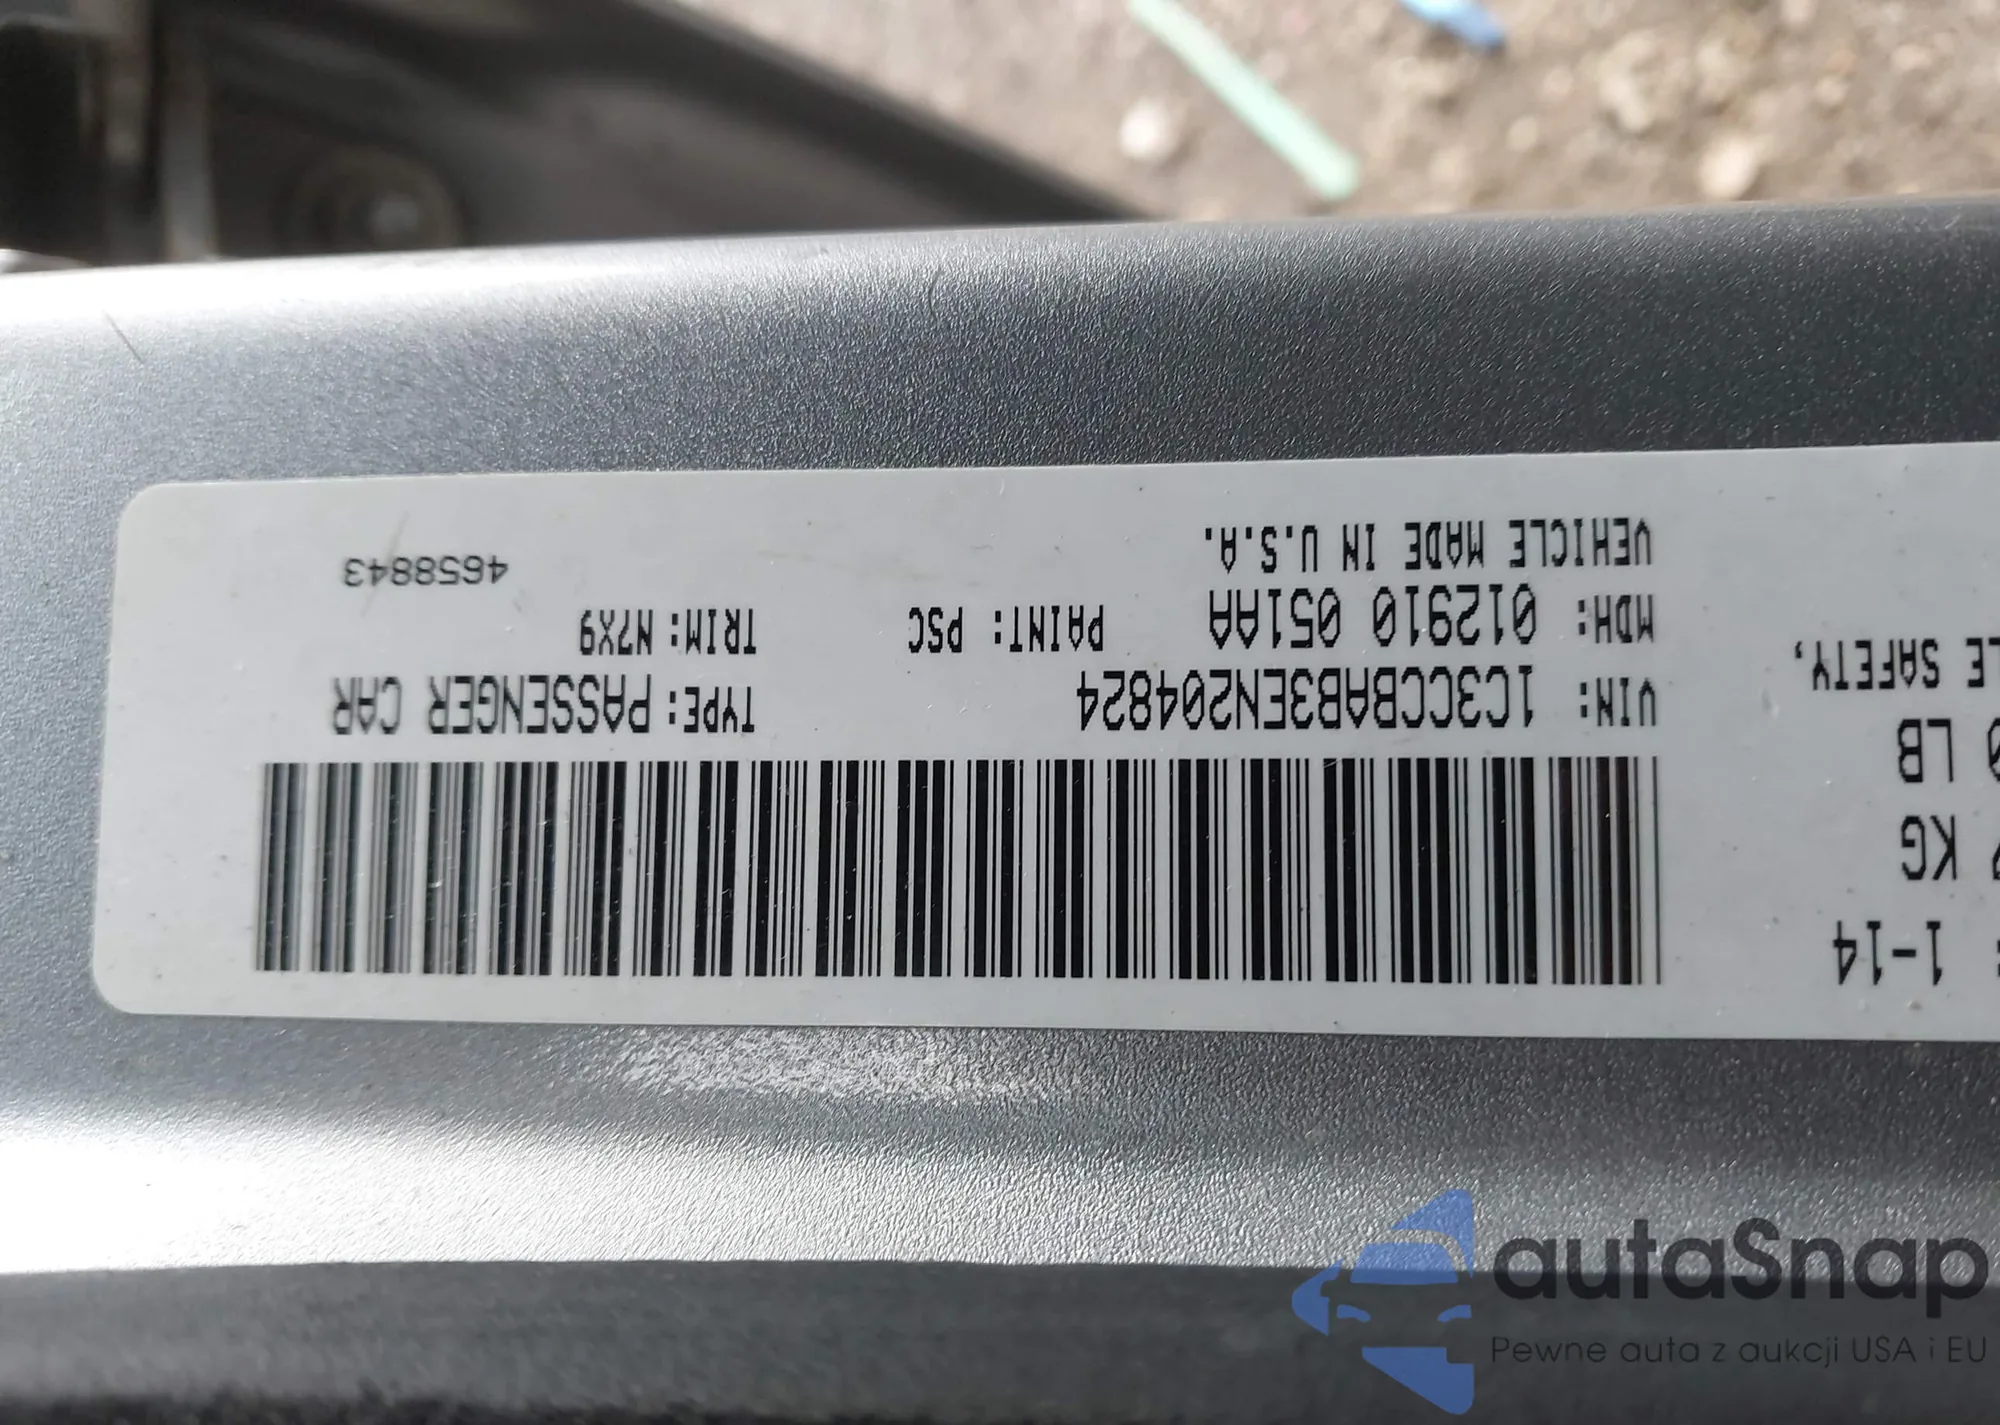 : 1-14
KG
0 LB
LE SAFETY,
VIN: 1C3CCBAB3EN204824 TYPE: PASSENGER CAR
MDH: 012910 051AA PAINT: PSC TRIM: N7X9
VEHICLE MADE IN U.S.A. 4658843
autaSnap
Pewne auta z aukcji USA i EU